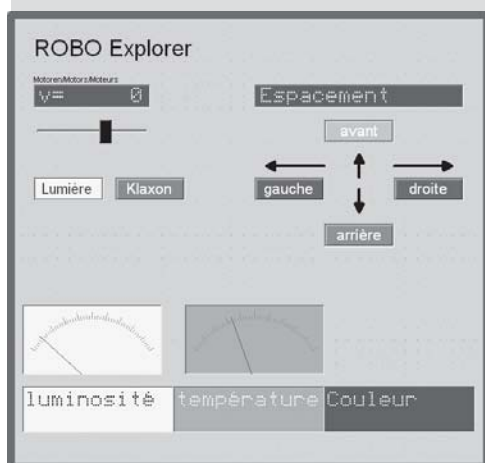 ROBO Explorer
Motoren/Motors/Moteurs
v= 0
Espacement
avant
Lumière Klaxon
gauche droite
arrière
luminosité température Couleur